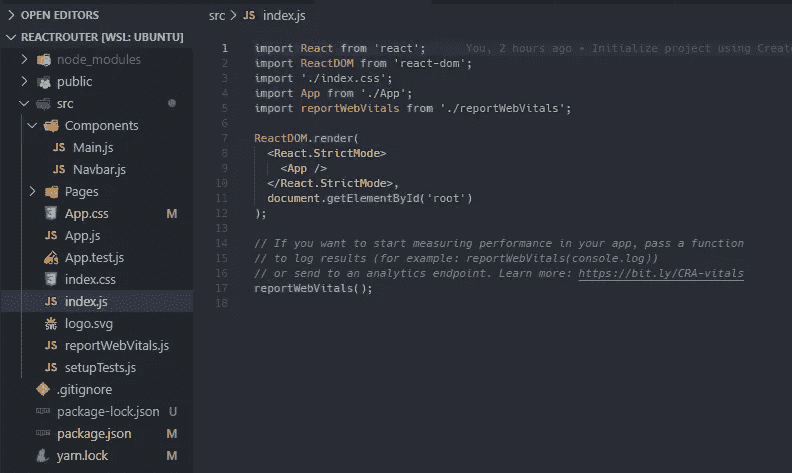 OPEN EDITORS
REACTROUTER [WSL: UBUNTU]
node_modules
public
src
Components
JS Main.js
JS Navbar.js
Pages
App.css M
JS App.js
App.test.js
index.css
JS index.js
logo.svg
JS reportWebVitals.js
JS setupTests.js
.gitignore
package-lock.json U
package.json M
yarn.lock M
src > JS index.js
1 import React from 'react'; You, 2 hours ago • Initialize project using Creat
2 import ReactDOM from 'react-dom';
3 import './index.css';
4 import App from './App';
5 import reportWebVitals from './reportWebVitals';
6
7 ReactDOM.render(
8 <React.StrictMode>
9 <App />
10 </React.StrictMode>,
11 document.getElementById('root')
12 );
13
14 // If you want to start measuring performance in your app, pass a function
15 // to log results (for example: reportWebVitals(console.log))
16 // or send to an analytics endpoint. Learn more: https://bit.ly/CRA-vitals
17 reportWebVitals();
18